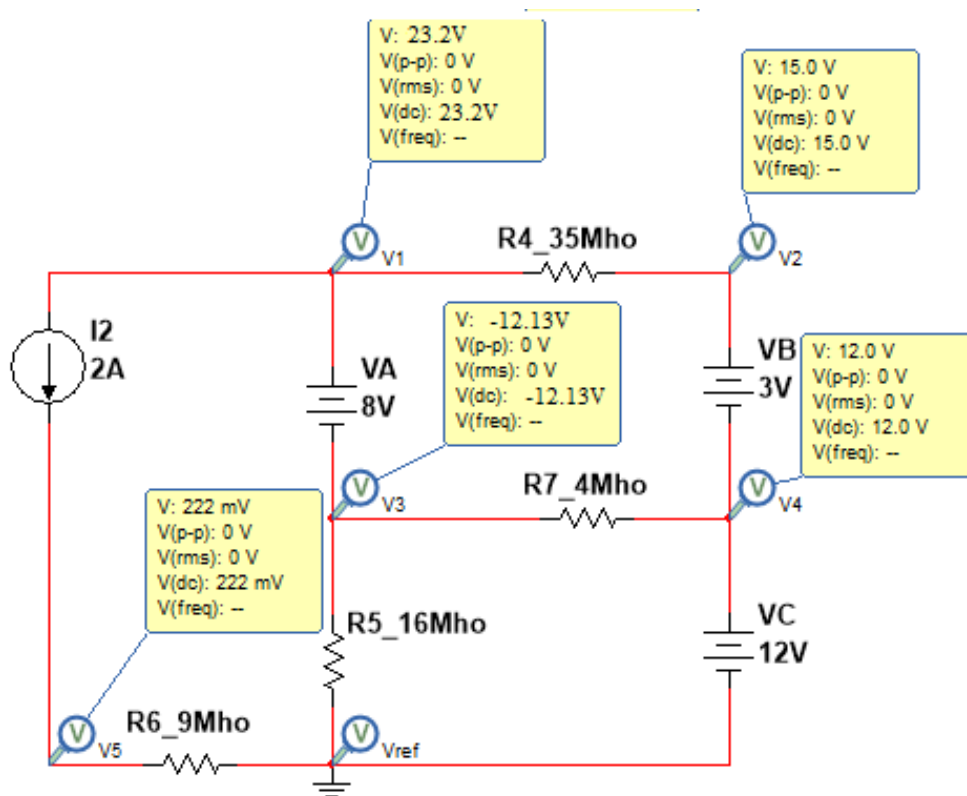 V: 23.2V
V(p-p): 0 V
V(rms): 0 V
V(dc): 23.2V
V(freq): --
V: 15.0 V
V(p-p): 0 V
V(rms): 0 V
V(dc): 15.0 V
V(freq): --
V
V1
R4_35Mho
V
V2
I2
2A
VA
8V
V: -12.13V
V(p-p): 0 V
V(rms): 0 V
V(dc): -12.13V
V(freq): --
VB
3V
V: 12.0 V
V(p-p): 0 V
V(rms): 0 V
V(dc): 12.0 V
V(freq): --
V
V3
R7_4Mho
V
V4
V: 222 mV
V(p-p): 0 V
V(rms): 0 V
V(dc): 222 mV
V(freq): --
R5_16Mho
VC
12V
V
V5
R6_9Mho
V
Vref